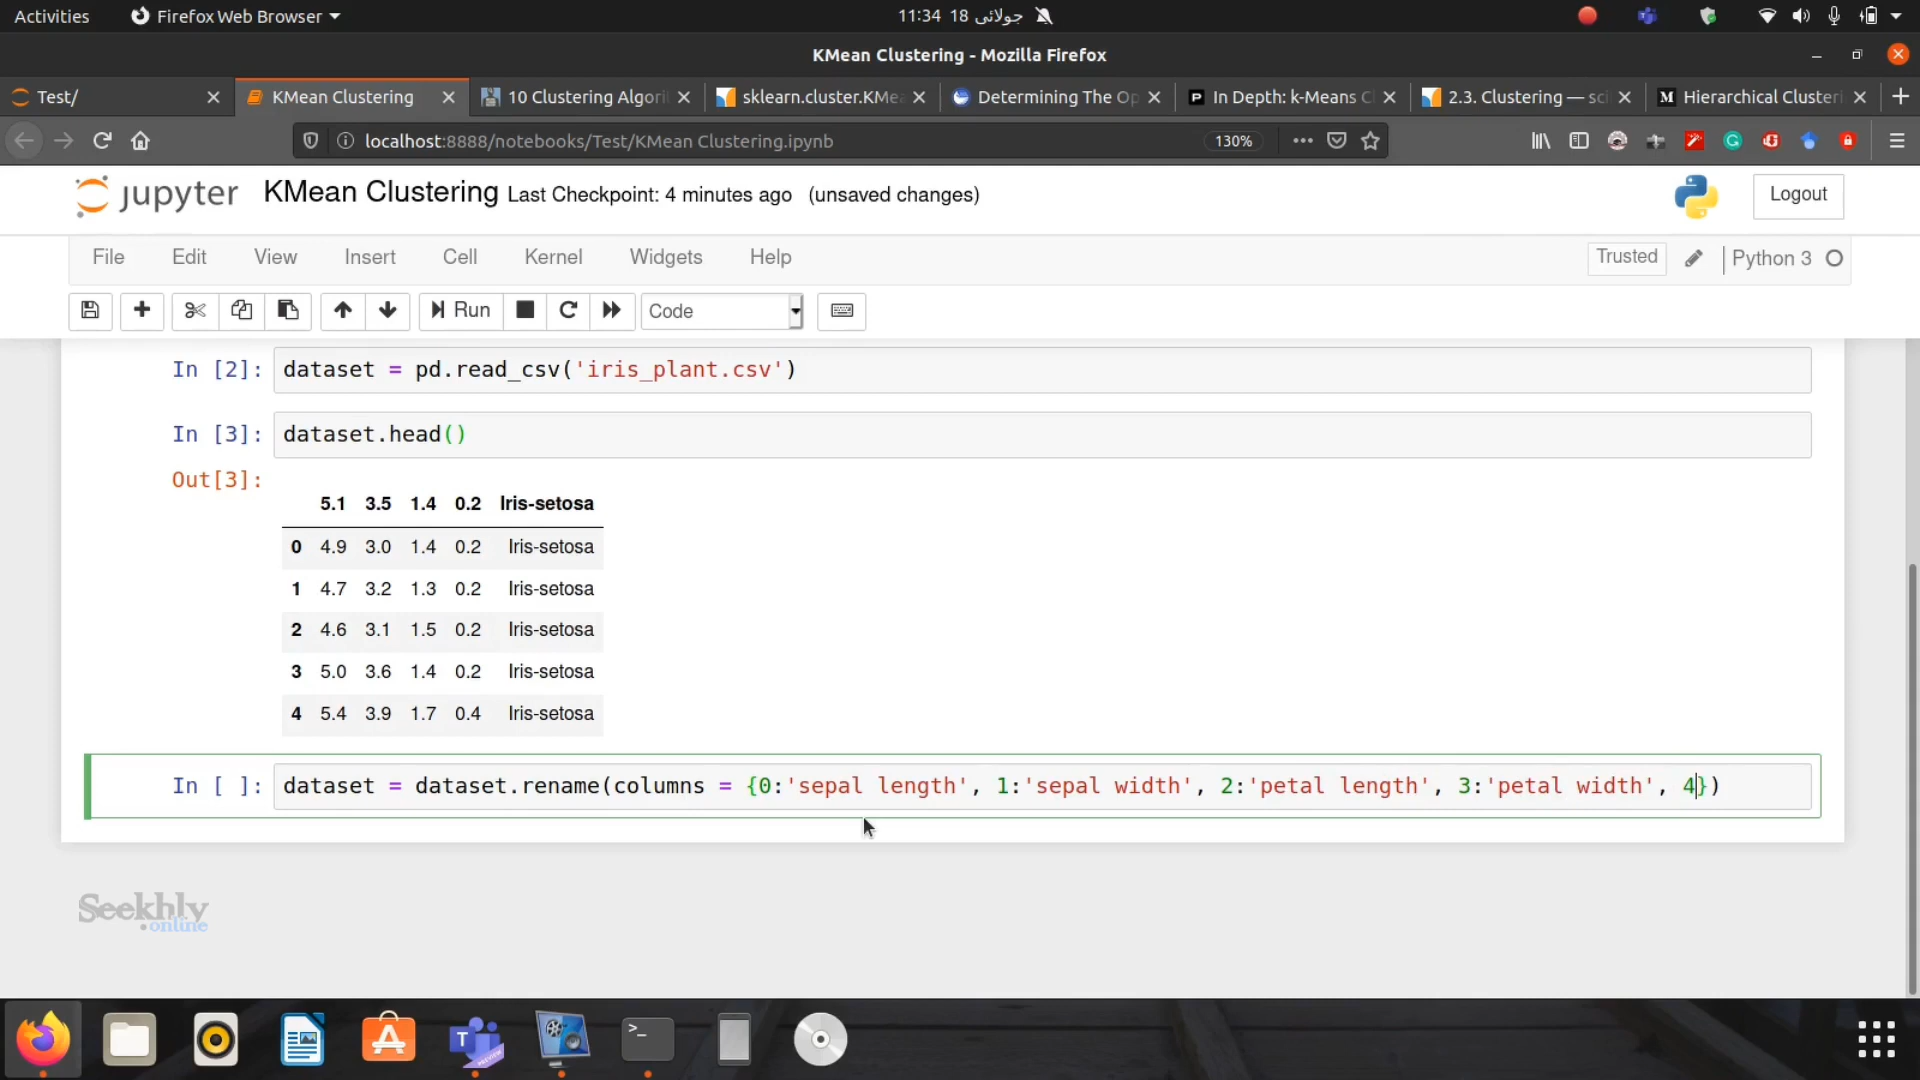 Activities Firefox Web Browser 11:34 18 جولائی
KMean Clustering - Mozilla Firefox
Test/ KMean Clustering 10 Clustering Algori sklearn.cluster.KMea Determining The Op In Depth: k-Means Cl 2.3. Clustering — sci M Hierarchical Clusteri
localhost:8888/notebooks/Test/KMean Clustering.ipynb 130%
jupyter KMean Clustering Last Checkpoint: 4 minutes ago (unsaved changes) Logout
File Edit View Insert Cell Kernel Widgets Help Trusted Python 3
Run Code
In [2]: dataset = pd.read_csv('iris_plant.csv')
In [3]: dataset.head()
Out[3]:
5.1 3.5 1.4 0.2 Iris-setosa
0 4.9 3.0 1.4 0.2 Iris-setosa
1 4.7 3.2 1.3 0.2 Iris-setosa
2 4.6 3.1 1.5 0.2 Iris-setosa
3 5.0 3.6 1.4 0.2 Iris-setosa
4 5.4 3.9 1.7 0.4 Iris-setosa
In [ ]: dataset = dataset.rename(columns = {0:'sepal length', 1:'sepal width', 2:'petal length', 3:'petal width', 4})
Seekhly
.online